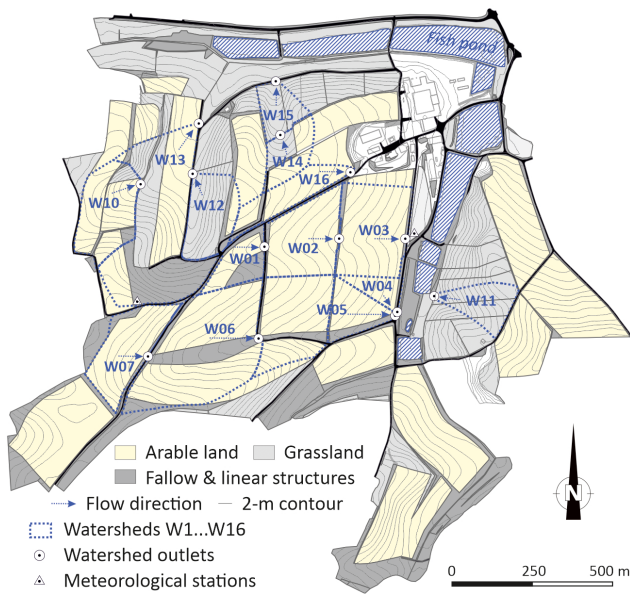 Fish pond
W15
W13
W14
W16
W10
W12
W01
W02
W03
W04
W05
W11
W06
W07
Arable land
Grassland
Fallow & linear structures
Flow direction
2-m contour
Watersheds W1...W16
Watershed outlets
Meteorological stations
N
0 250 500 m